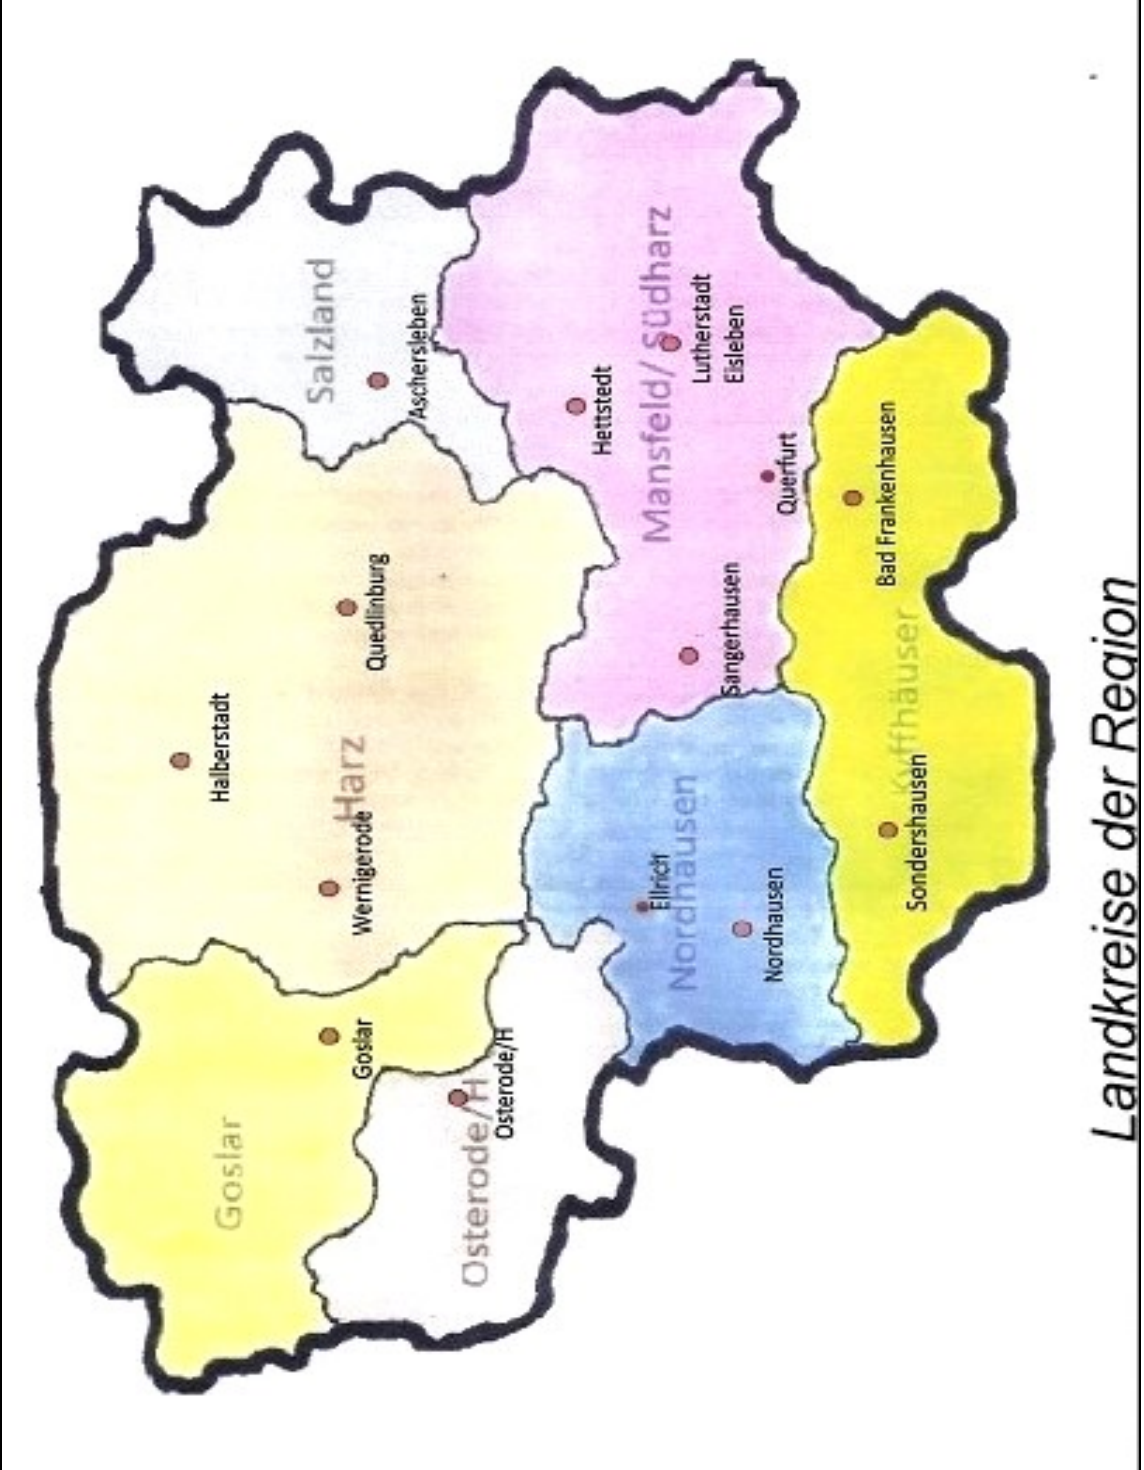 Goslar
Goslar
Osterode/H
Osterode/H
Harz
Halberstadt
Wernigerode
Quedlinburg
Salzland
Aschersleben
Nordhausen
Ellrich
Nordhausen
Mansfeld/ südharz
Hettstedt
Lutherstadt
Eisleben
Sangerhausen
Querfurt
Kyffhäuser
Sondershausen
Bad Frankenhausen
Landkreise der Region